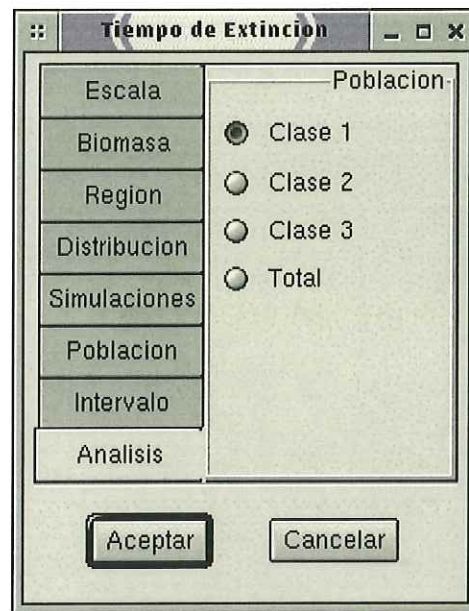 Tiempo de Extincion
Escala
Biomasa
Region
Distribucion
Simulaciones
Poblacion
Intervalo
Analisis
Poblacion
Clase 1
Clase 2
Clase 3
Total
Aceptar
Cancelar